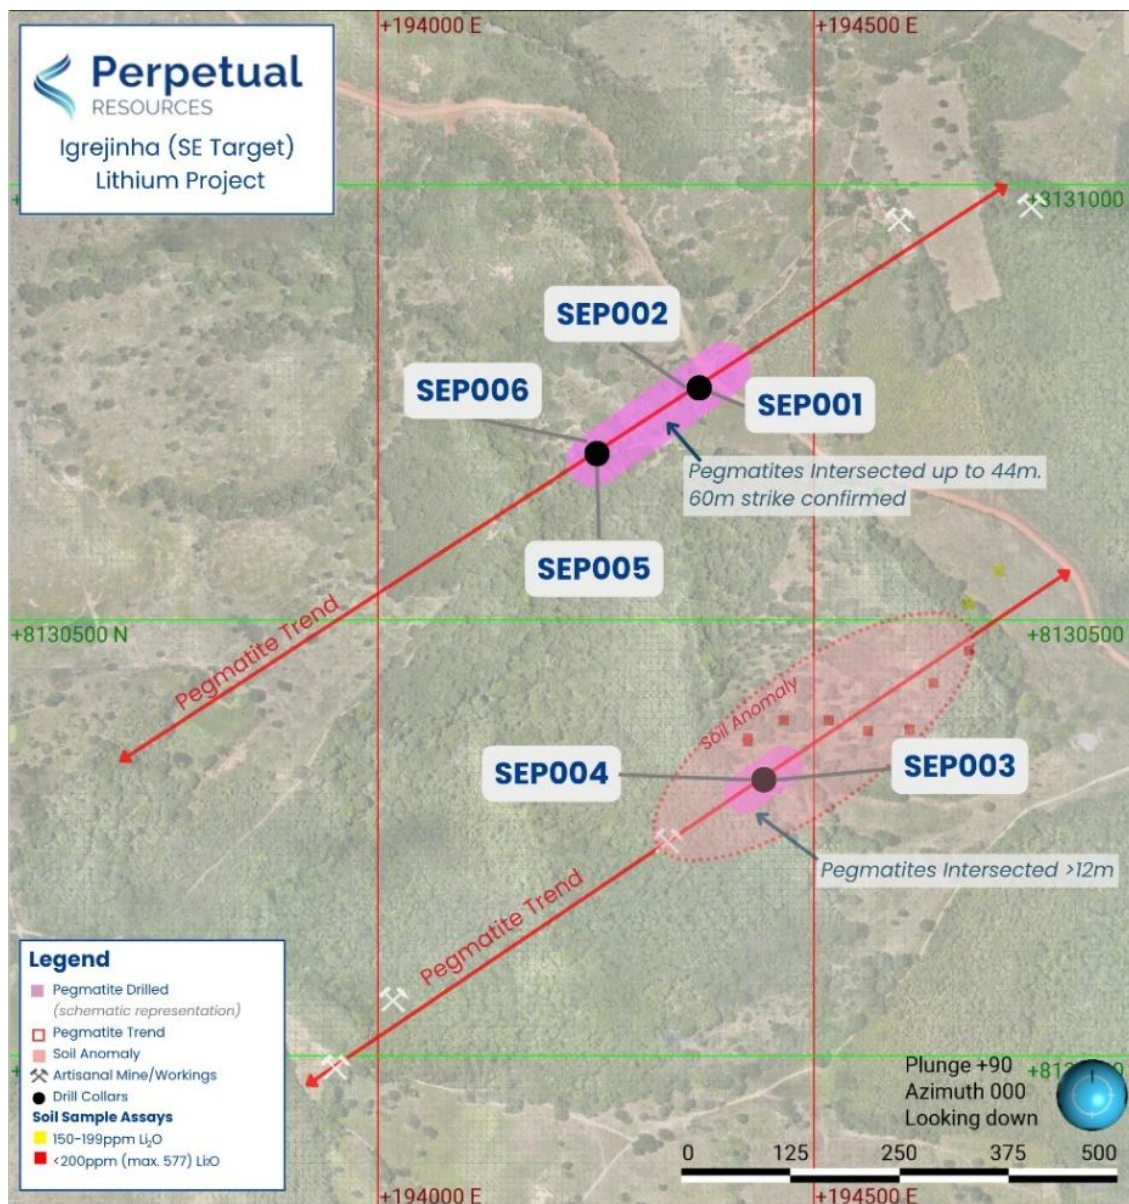 +194000 E
+194500 E
Perpetual
RESOURCES
Igrejinha (SE Target)
Lithium Project
+8131000
SEP002
SEP006
SEP001
Pegmatites Intersected up to 44m.
60m strike confirmed
SEP005
Pegmatite Trend
+8130500 N
+8130500
Soil Anomaly
SEP004
SEP003
Pegmatites Intersected >12m
Pegmatite Trend
Legend
Pegmatite Drilled
(schematic representation)
Pegmatite Trend
Soil Anomaly
Artisanal Mine/Workings
Drill Collars
Soil Sample Assays
150-199ppm Li₂O
<200ppm (max. 577) Li₂O
Plunge +90
Azimuth 000
Looking down
0 125 250 375 500
+194000 E
+194500 E